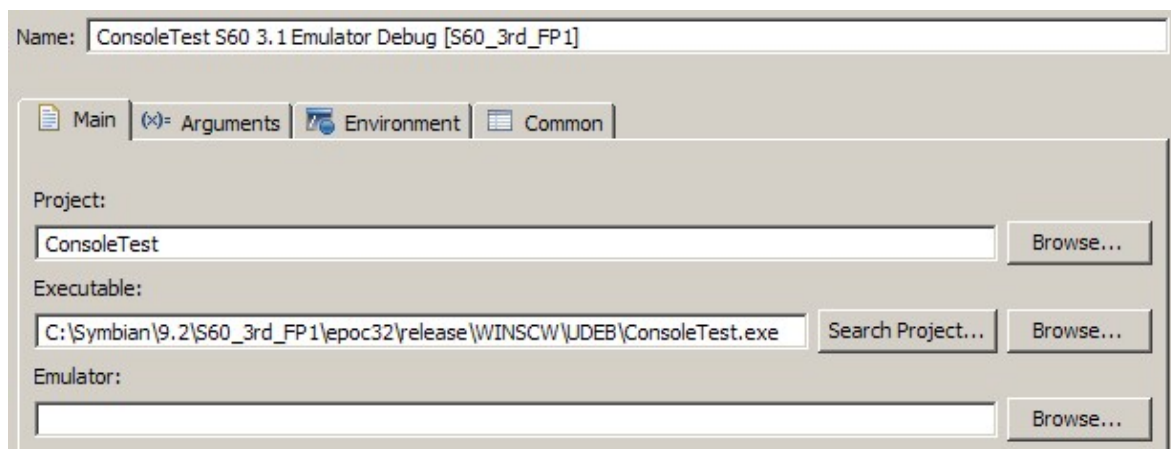 Name: ConsoleTest S60 3.1 Emulator Debug [S60_3rd_FP1]
Main (x)= Arguments Environment Common
Project:
ConsoleTest Browse...
Executable:
C:\Symbian\9.2\S60_3rd_FP1\epoc32\release\WINSCW\UDEB\ConsoleTest.exe Search Project... Browse...
Emulator:
Browse...